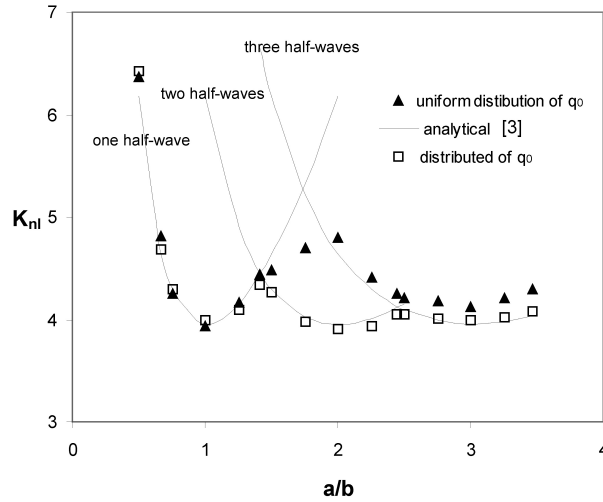 7
6
5
4
3
K_nl
three half-waves
two half-waves
one half-wave
uniform distibution of q₀
analytical [3]
distributed of q₀
0
1
2
3
4
a/b